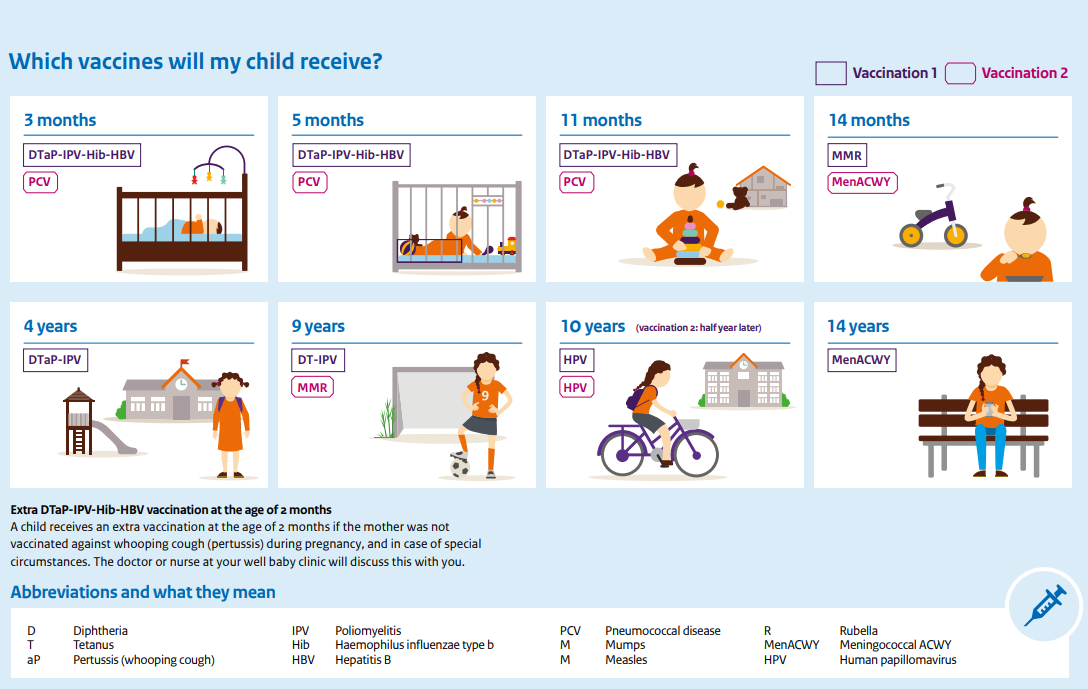 Which vaccines will my child receive?
Vaccination 1
Vaccination 2
3 months
DTaP-IPV-Hib-HBV
PCV
5 months
DTaP-IPV-Hib-HBV
PCV
11 months
DTaP-IPV-Hib-HBV
PCV
14 months
MMR
MenACWY
4 years
DTaP-IPV
9 years
DT-IPV
MMR
9
10 years (vaccination 2: half year later)
HPV
HPV
14 years
MenACWY
Extra DTaP-IPV-Hib-HBV vaccination at the age of 2 months
A child receives an extra vaccination at the age of 2 months if the mother was not
vaccinated against whooping cough (pertussis) during pregnancy, and in case of special
circumstances. The doctor or nurse at your well baby clinic will discuss this with you.
Abbreviations and what they mean
D Diphtheria
T Tetanus
aP Pertussis (whooping cough)
IPV Poliomyelitis
Hib Haemophilus influenzae type b
HBV Hepatitis B
PCV Pneumococcal disease
M Mumps
M Measles
R Rubella
MenACWY Meningococcal ACWY
HPV Human papillomavirus